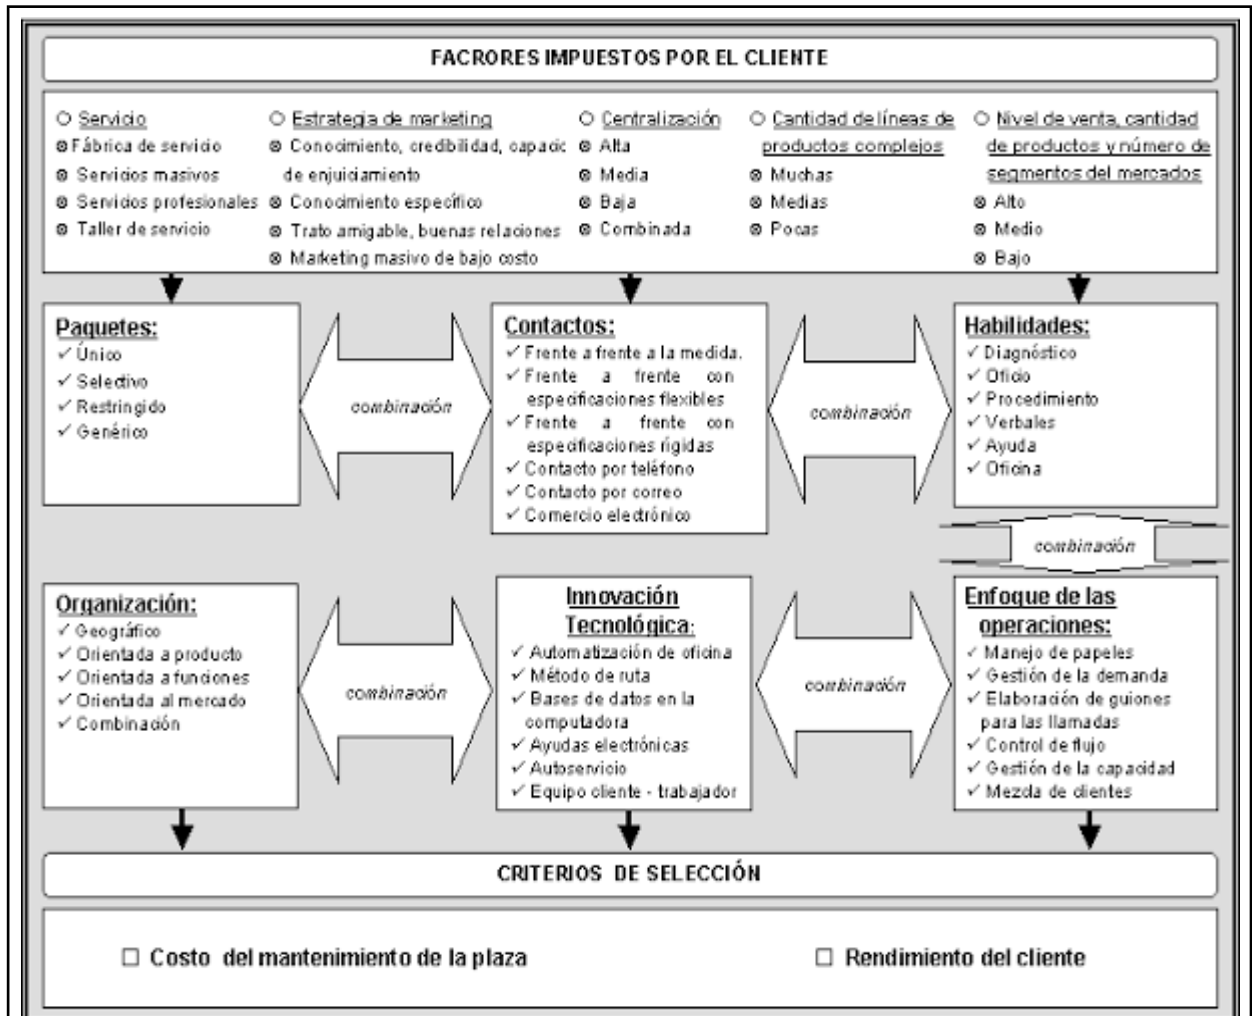 FACRORES IMPUESTOS POR EL CLIENTE
Servicio
Fábrica de servicio
Servicios masivos
Servicios profesionales
Taller de servicio
Estrategia de marketing
Conocimiento, credibilidad, capacic
de enjuiciamiento
Conocimiento específico
Trato amigable, buenas relaciones
Marketing masivo de bajo costo
Centralización
Alta
Media
Baja
Combinada
Cantidad de líneas de
productos complejos
Muchas
Medias
Pocas
Nivel de venta, cantidad
de productos y número de
segmentos del mercados
Alto
Medio
Bajo
Paquetes:
✓ Único
✓ Selectivo
✓ Restringido
✓ Genérico
combinación
Contactos:
✓ Frente a frente a la medida.
✓ Frente a frente con
especificaciones flexibles
✓ Frente a frente con
especificaciones rígidas
✓ Contacto por teléfono
✓ Contacto por correo
✓ Comercio electrónico
combinación
Habilidades:
✓ Diagnóstico
✓ Oficio
✓ Procedimiento
✓ Verbales
✓ Ayuda
✓ Oficina
combinación
Organización:
✓ Geográfico
✓ Orientada a producto
✓ Orientada a funciones
✓ Orientada al mercado
✓ Combinación
combinación
Innovación
Tecnológica:
✓ Automatización de oficina
✓ Método de ruta
✓ Bases de datos en la
computadora
✓ Ayudas electrónicas
✓ Autoservicio
✓ Equipo cliente - trabajador
combinación
Enfoque de las
operaciones:
✓ Manejo de papeles
✓ Gestión de la demanda
✓ Elaboración de guiones
para las llamadas
✓ Control de flujo
✓ Gestión de la capacidad
✓ Mezcla de clientes
CRITERIOS DE SELECCIÓN
Costo del mantenimiento de la plaza
Rendimiento del cliente